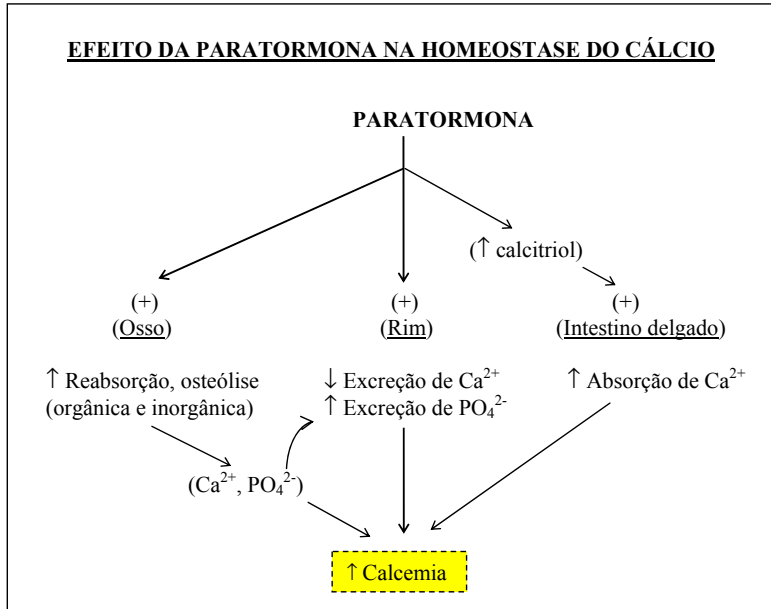 EFEITO DA PARATORMONA NA HOMEOSTASE DO CÁLCIO
PARATORMONA
(↑ calcitriol)
(+)
(Osso)
(+)
(Rim)
(+)
(Intestino delgado)
↑ Reabsorção, osteólise
(orgânica e inorgânica)
↓ Excreção de Ca²⁺
↑ Excreção de PO₄²⁻
↑ Absorção de Ca²⁺
(Ca²⁺, PO₄²⁻)
↑ Calcemia